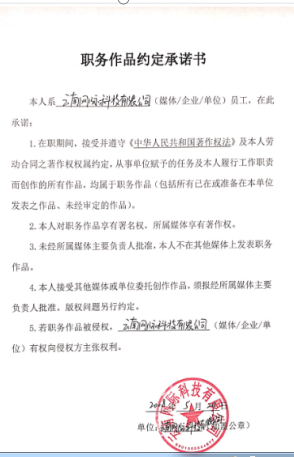 职务作品约定承诺书
本人系云南网际科技有限公司(媒体/企业/单位)员工，在此
承诺：
1.在职期间，接受并遵守《中华人民共和国著作权法》及本人劳
动合同之著作权权属约定，从事单位赋予的任务及本人履行工作职责
而创作的所有作品，均属于职务作品（包括所有已在或准备在本单位
发表之作品、未经审定的作品）。
2.本人对职务作品享有署名权，所属媒体享有著作权。
3.未经所属媒体主要负责人批准，本人不在其他媒体上发表职务
作品。
4.本人接受其他媒体或单位委托创作作品，须报经所属媒体主要
负责人批准，版权问题另行约定。
5.若职务作品被侵权，云南网际科技有限公司(媒体/企业/单
位）有权向侵权方主张权利。
年5月 日
单位： 公章）